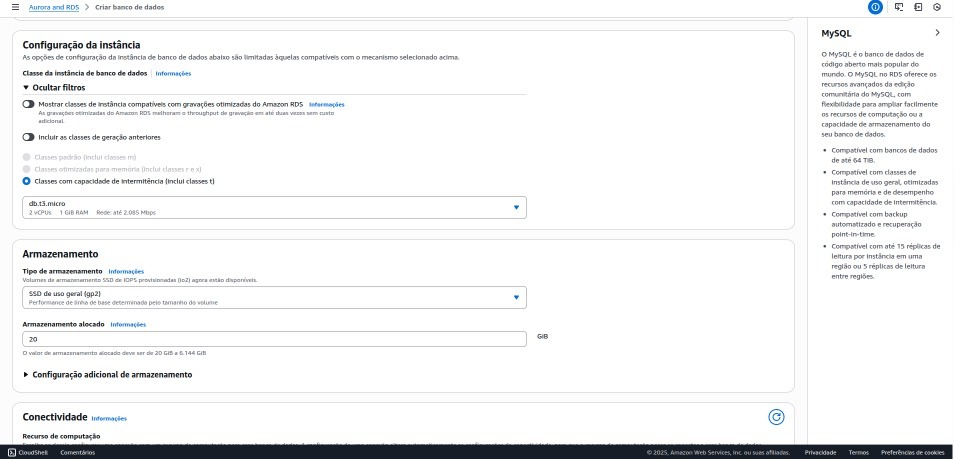 Aurora and RDS > Criar banco de dados
Configuração da instância
As opções de configuração da instância de banco de dados abaixo são limitadas àquelas compatíveis com o mecanismo selecionado acima.
Classe da instância de banco de dados | Informações
▼ Ocultar filtros
Mostrar classes de instância compatíveis com gravações otimizadas do Amazon RDS Informações
As gravações otimizadas do Amazon RDS melhoram o throughput de gravação em até duas vezes sem custo
adicional.
Incluir as classes de geração anteriores
Classes padrão (inclui classes m)
Classes otimizadas para memória (inclui classes r e x)
Classes com capacidade de intermitência (inclui classes t)
db.t3.micro
2 vCPUs 1 GiB RAM Rede: até 2.085 Mbps
Armazenamento
Tipo de armazenamento Informações
Volumes de armazenamento SSD de IOPS provisionadas (io2) agora estão disponíveis.
SSD de uso geral (gp2)
Performance de linha de base determinada pelo tamanho do volume
Armazenamento alocado Informações
20 GiB
O valor de armazenamento alocado deve ser de 20 GiB a 6.144 GiB
► Configuração adicional de armazenamento
Conectividade Informações
Recurso de computação
MySQL
O MySQL é o banco de dados de
código aberto mais popular do
mundo. O MySQL no RDS oferece os
recursos avançados da edição
comunitária do MySQL, com
flexibilidade para ampliar facilmente
os recursos de computação ou a
capacidade de armazenamento do
seu banco de dados.
• Compatível com bancos de dados
de até 64 TiB.
• Compatível com classes de
instância de uso geral, otimizadas
para memória e de desempenho
com capacidade de intermitência.
• Compatível com backup
automatizado e recuperação
point-in-time.
• Compatível com até 15 réplicas de
leitura por instância em uma
região ou 5 réplicas de leitura
entre regiões.
CloudShell Comentários © 2025, Amazon Web Services, Inc. ou suas afiliadas. Privacidade Termos Preferências de cookies